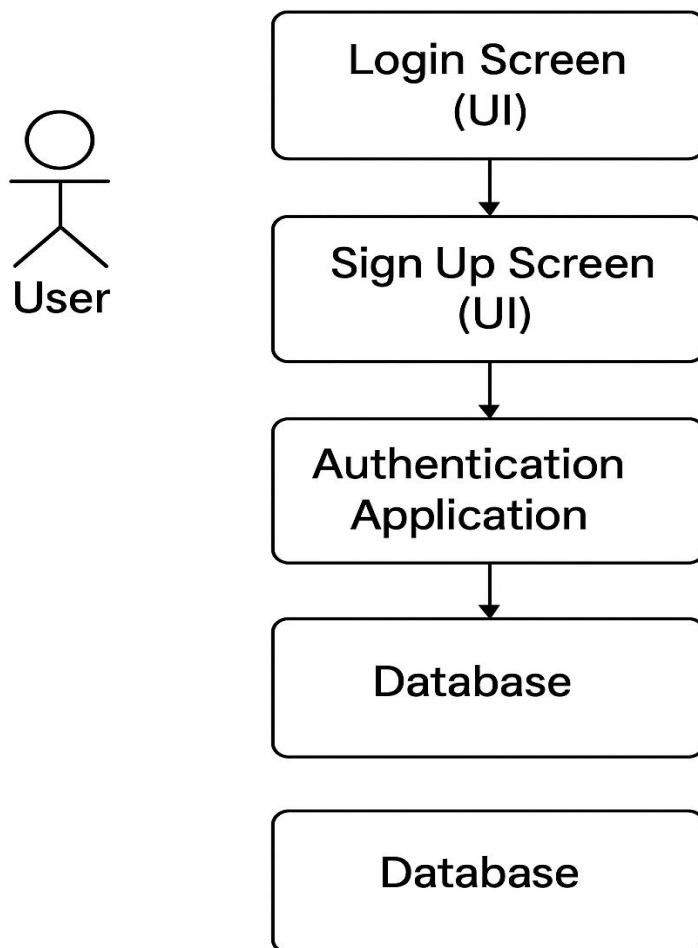 Login Screen
(UI)
User
Sign Up Screen
(UI)
Authentication
Application
Database
Database